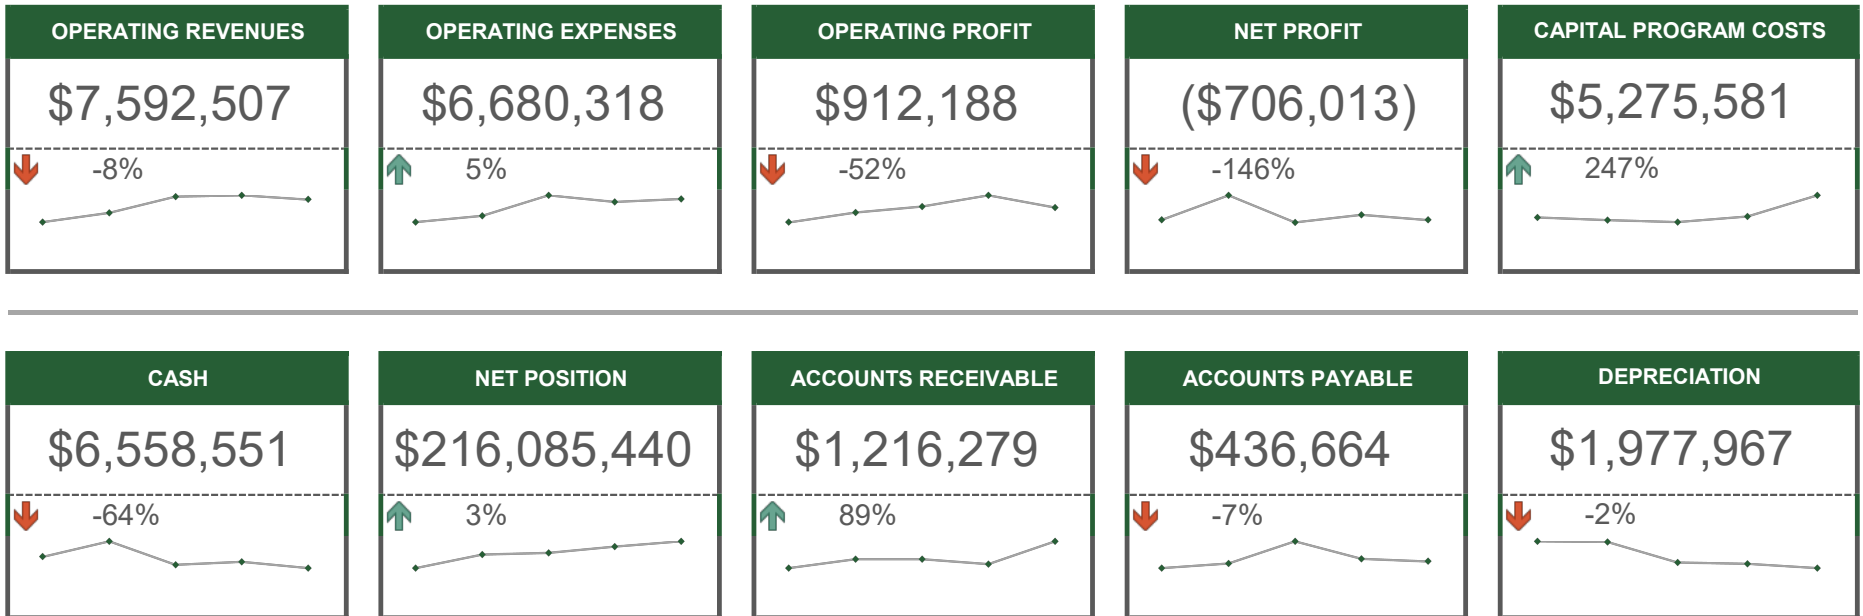 OPERATING REVENUES
$7,592,507
-8%
OPERATING EXPENSES
$6,680,318
5%
OPERATING PROFIT
$912,188
-52%
NET PROFIT
($706,013)
-146%
CAPITAL PROGRAM COSTS
$5,275,581
247%
CASH
$6,558,551
-64%
NET POSITION
$216,085,440
3%
ACCOUNTS RECEIVABLE
$1,216,279
89%
ACCOUNTS PAYABLE
$436,664
-7%
DEPRECIATION
$1,977,967
-2%